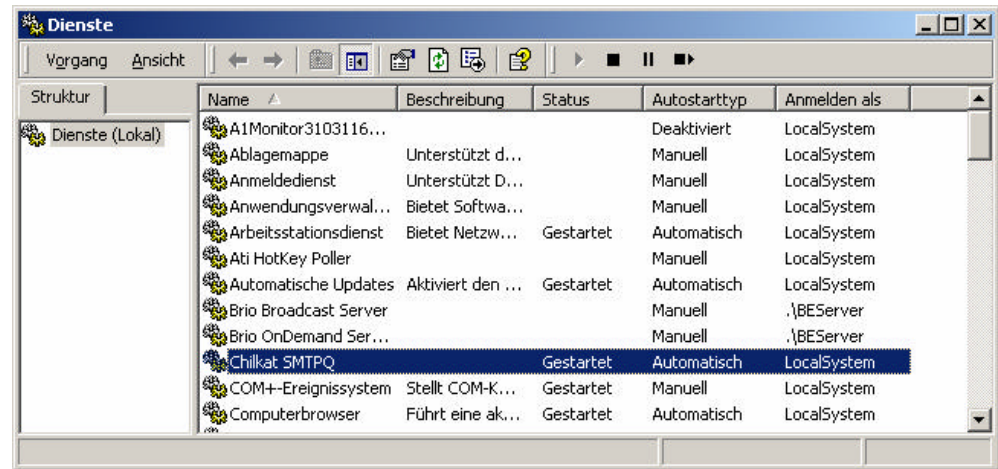 Dienste
Vorgang Ansicht
Struktur
Name Beschreibung Status Autostarttyp Anmelden als
Dienste (Lokal)
A1Monitor3103116... Deaktiviert LocalSystem
Ablagemappe Unterstützt d... Manuell LocalSystem
Anmeldedienst Unterstützt D... Manuell LocalSystem
Anwendungsverwal... Bietet Softwa... Manuell LocalSystem
Arbeitsstationsdienst Bietet Netzw... Gestartet Automatisch LocalSystem
Ati HotKey Poller Manuell LocalSystem
Automatische Updates Aktiviert den ... Gestartet Automatisch LocalSystem
Brio Broadcast Server Manuell .\BEServer
Brio OnDemand Ser... Manuell .\BEServer
Chilkat SMTPQ Gestartet Automatisch LocalSystem
COM+-Ereignissystem Stellt COM-K... Gestartet Manuell LocalSystem
Computerbrowser Führt eine ak... Gestartet Automatisch LocalSystem